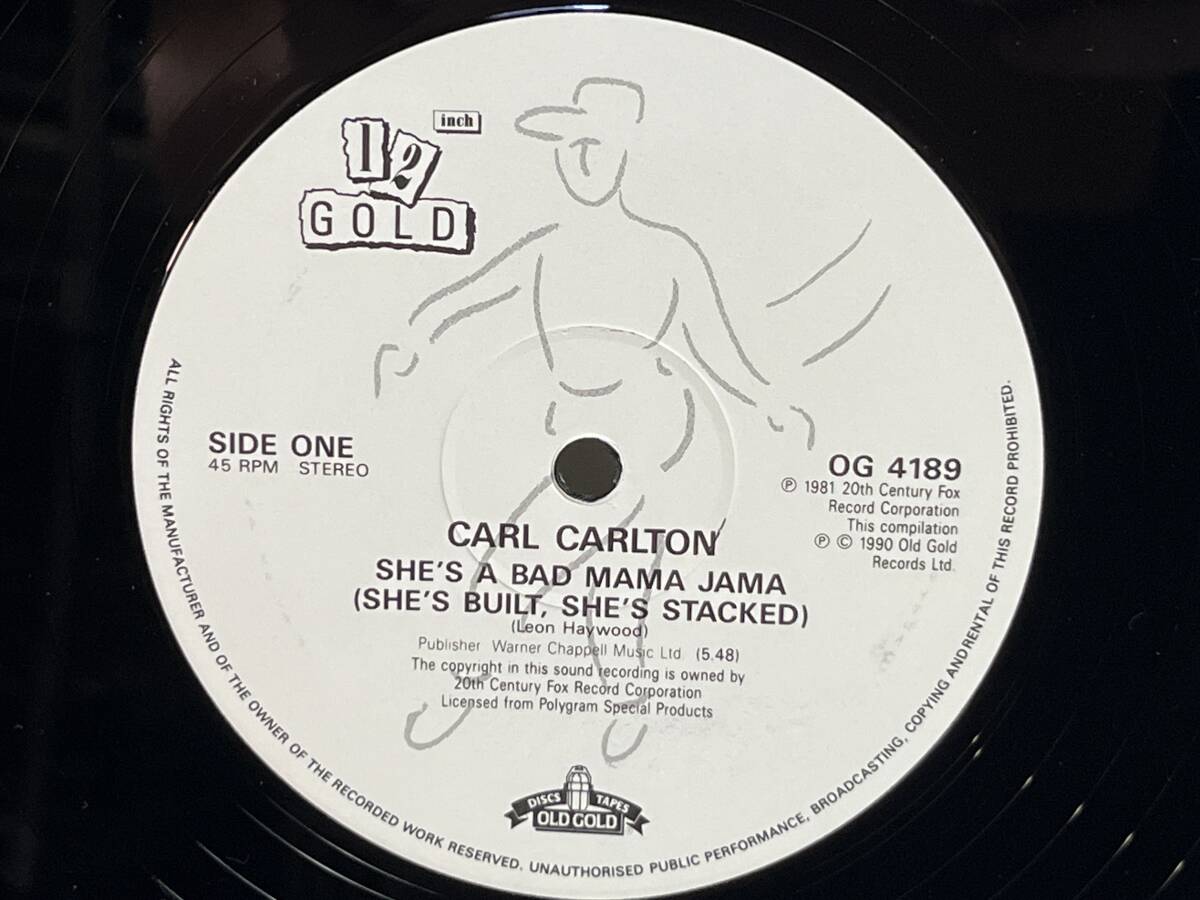 12 inch
GOLD
SIDE ONE
45 RPM STEREO
OG 4189
℗ 1981 20th Century Fox
Record Corporation
This compilation
℗ © 1990 Old Gold
Records Ltd.
CARL CARLTON
SHE'S A BAD MAMA JAMA
(SHE'S BUILT, SHE'S STACKED)
(Leon Haywood)
Publisher Warner Chappell Music Ltd. (5.48)
The copyright in this sound recording is owned by
20th Century Fox Record Corporation
Licensed from Polygram Special Products
DISCS TAPES
OLD GOLD
ALL RIGHTS OF THE MANUFACTURER AND OF THE OWNER OF THE RECORDED WORK RESERVED. UNAUTHORISED PUBLIC PERFORMANCE, BROADCASTING, COPYING ANDRENTAL OF THIS RECORD PROHIBITED.